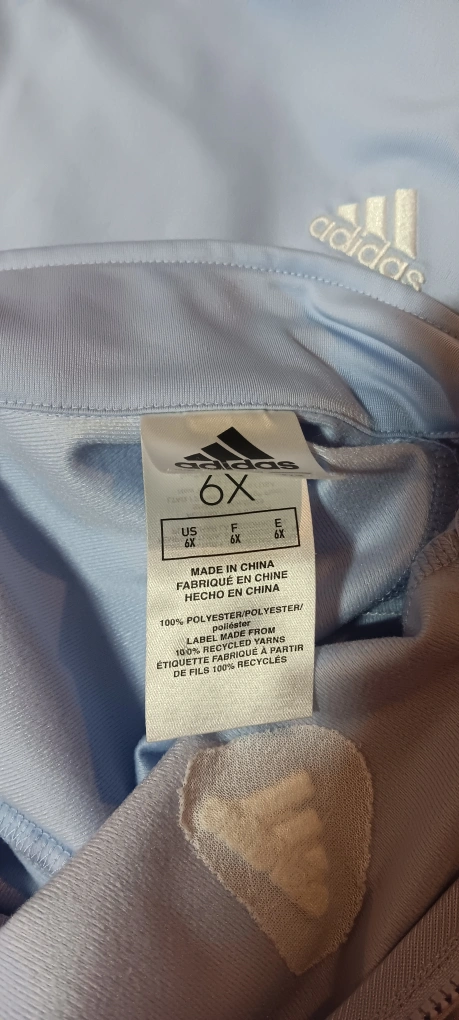 adidas
adidas
6X
US F E
6X 6X 6X
MADE IN CHINA
FABRIQUÉ EN CHINE
HECHO EN CHINA
100% POLYESTER/POLYESTER/
poliéster
LABEL MADE FROM
100% RECYCLED YARNS
ÉTIQUETTE FABRIQUÉ À PARTIR
DE FILS 100% RECYCLÉS